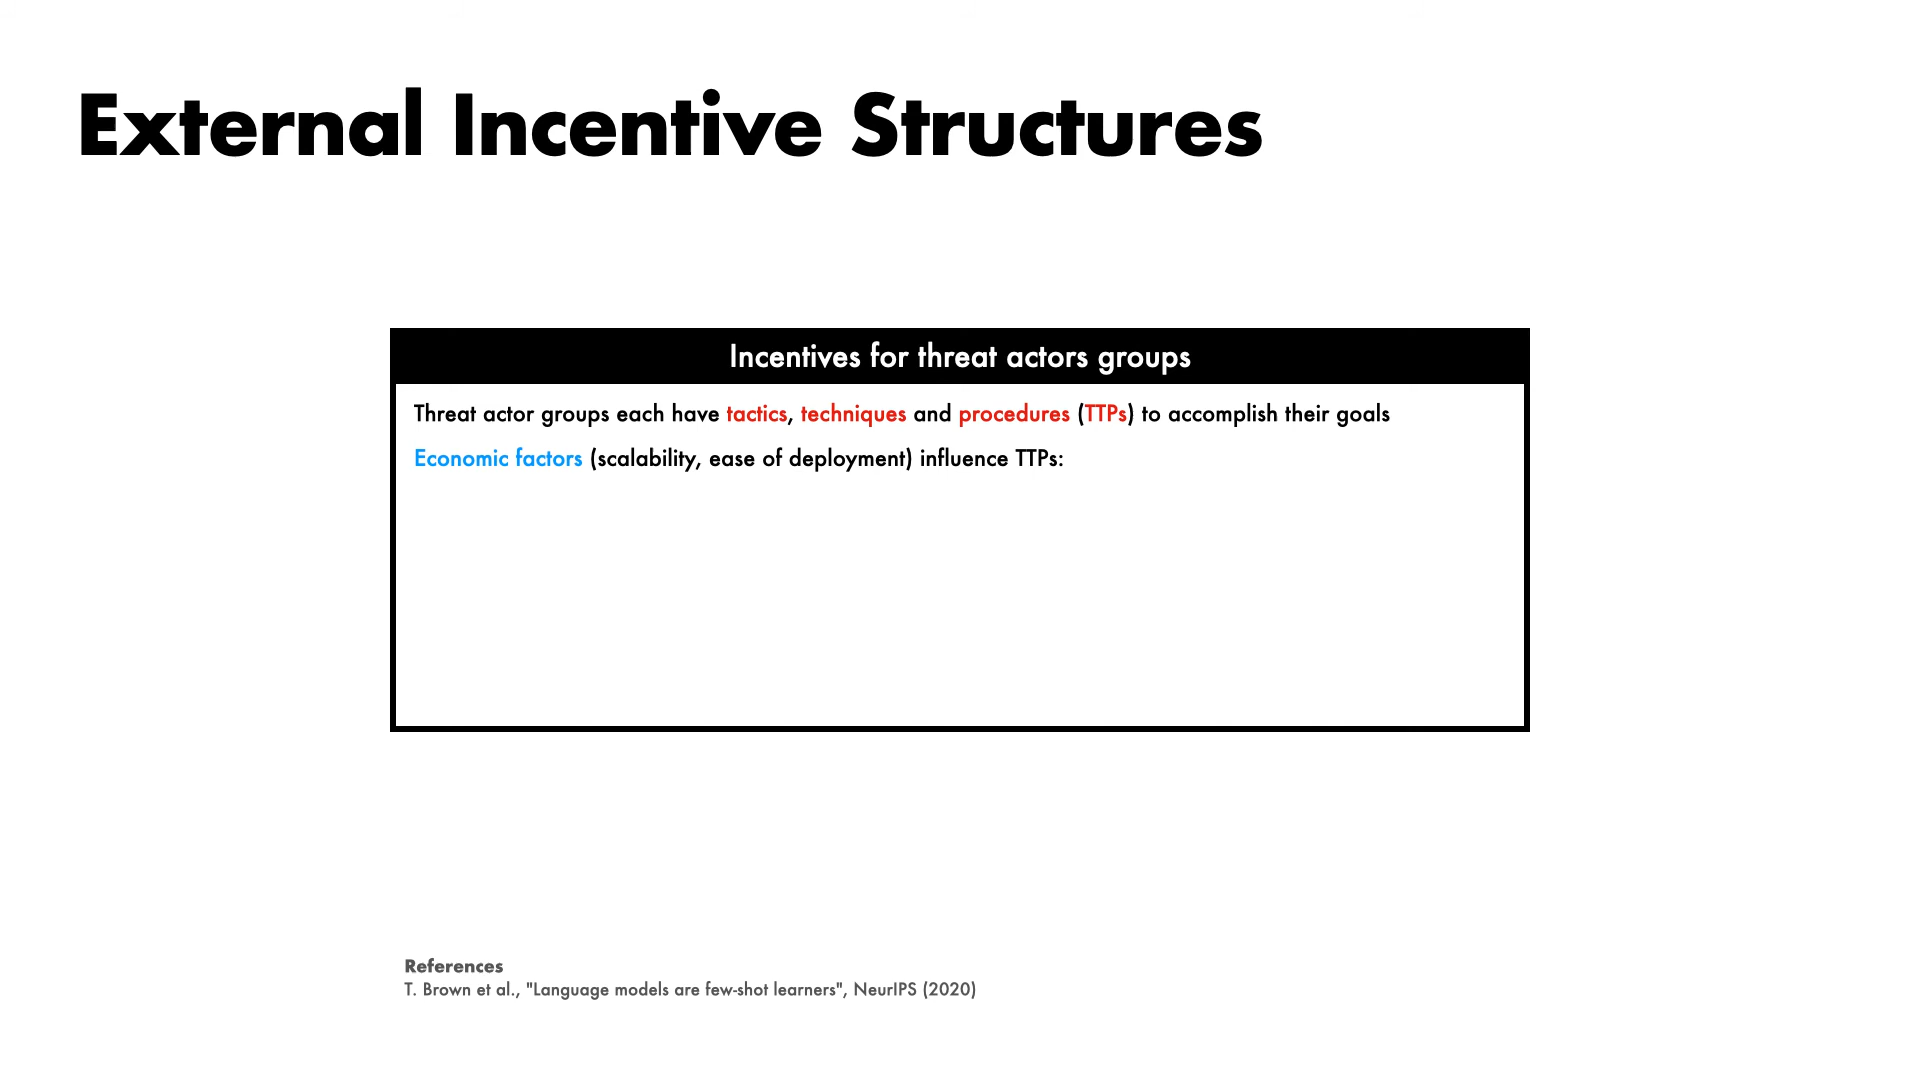 External Incentive Structures
Incentives for threat actors groups
Threat actor groups each have tactics, techniques and procedures (TTPs) to accomplish their goals
Economic factors (scalability, ease of deployment) influence TTPs:
References
T. Brown et al., "Language models are few-shot learners", NeurIPS (2020)